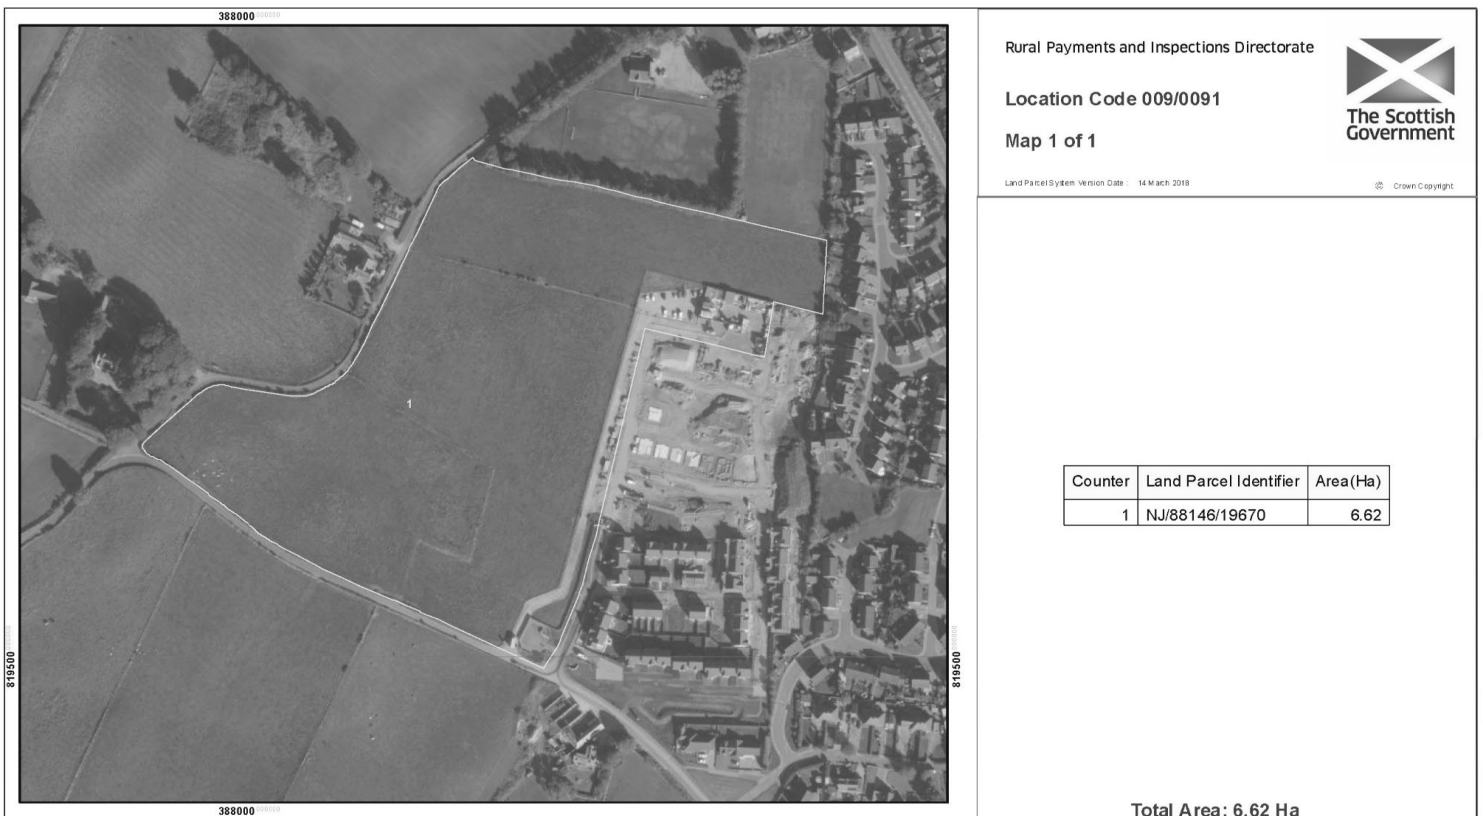 388000
Rural Payments and Inspections Directorate
Location Code 009/0091
Map 1 of 1
The Scottish
Government
Land Parcel System Version Date : 14 March 2018
© Crown Copyright
1
819500
819500
Counter Land Parcel Identifier Area(Ha)
1 NJ/88146/19670 6.62
388000
Total Area: 6.62 Ha